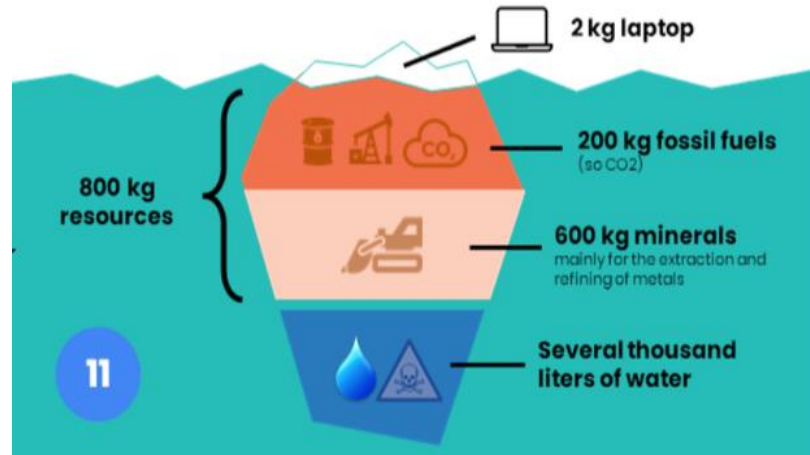 2 kg laptop
CO₂
200 kg fossil fuels
(so CO2)
800 kg
resources
600 kg minerals
mainly for the extraction and
refining of metals
11
Several thousand
liters of water